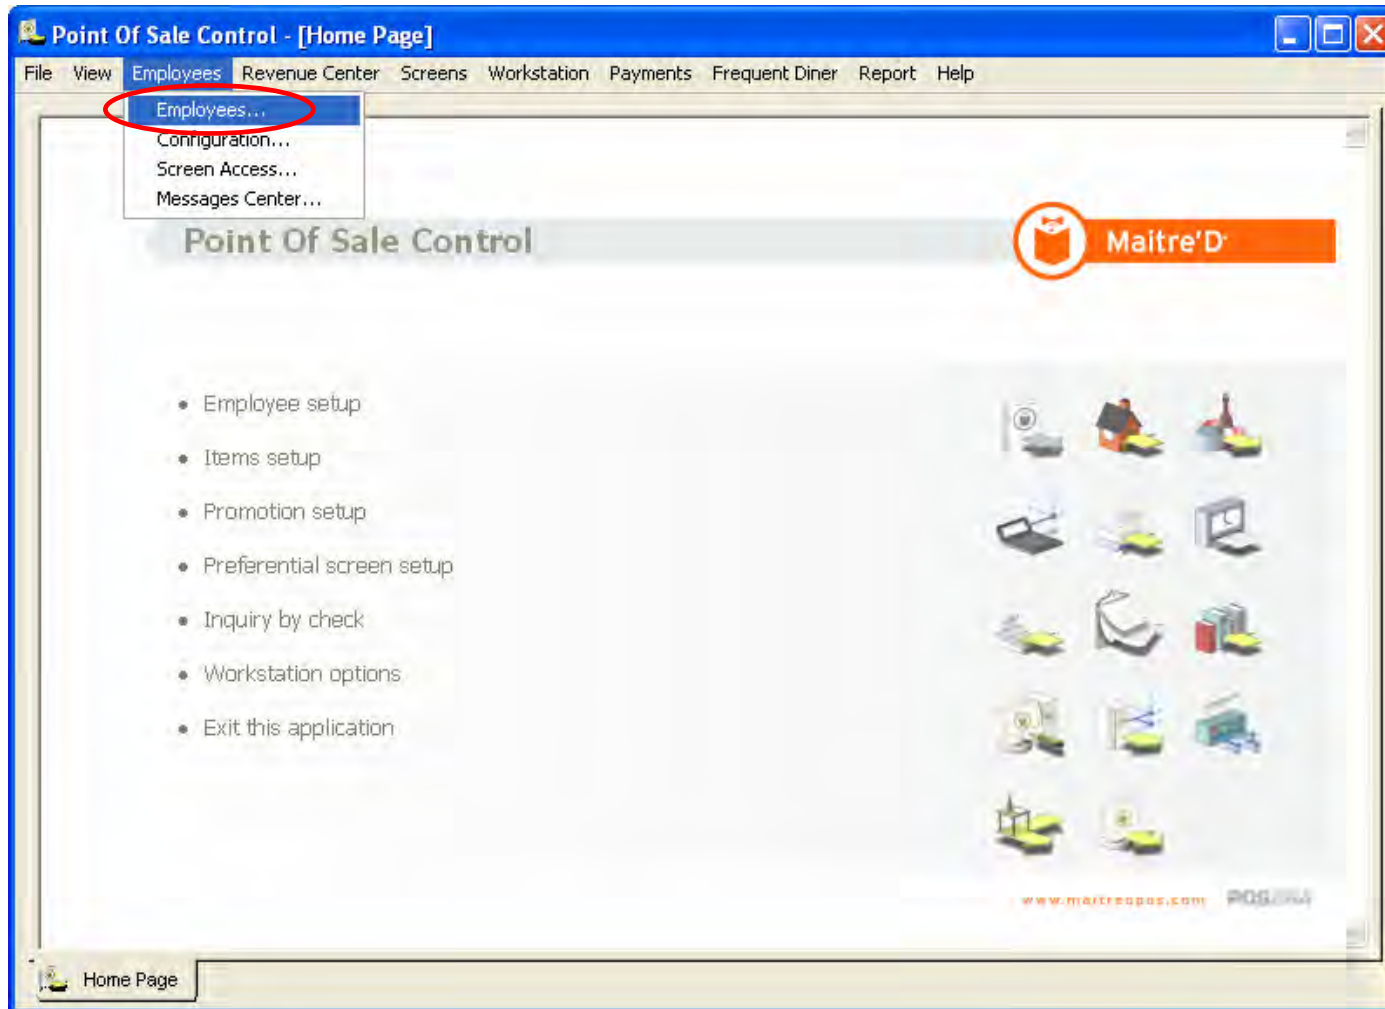 Point Of Sale Control - [Home Page]
File View Employees Revenue Center Screens Workstation Payments Frequent Diner Report Help
Employees...
Configuration...
Screen Access...
Messages Center...
Point Of Sale Control
Maitre'D
• Employee setup
• Items setup
• Promotion setup
• Preferential screen setup
• Inquiry by check
• Workstation options
• Exit this application
www.maitredpos.com
Home Page